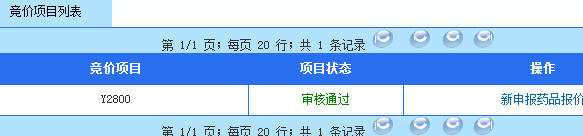 竞价项目列表
第 1/1 页；每页 20 行；共 1 条记录
竞价项目 项目状态 操作
Y2800 审核通过 新申报药品报价
第 1/1 页；每页 20 行；共 1 条记录